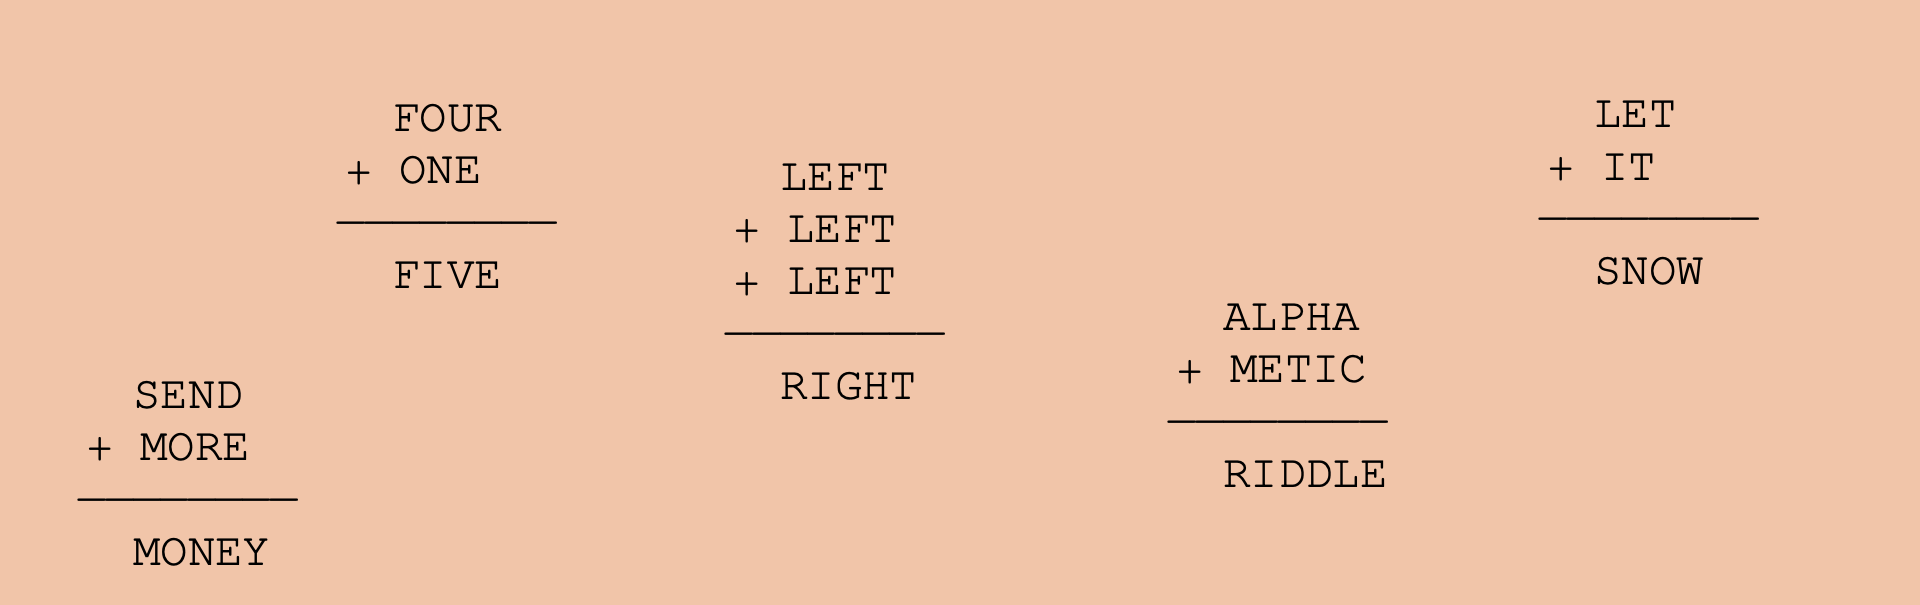 SEND
+ MORE
MONEY
FOUR
+ ONE
FIVE
LEFT
+ LEFT
+ LEFT
RIGHT
ALPHA
+ METIC
RIDDLE
LET
+ IT
SNOW